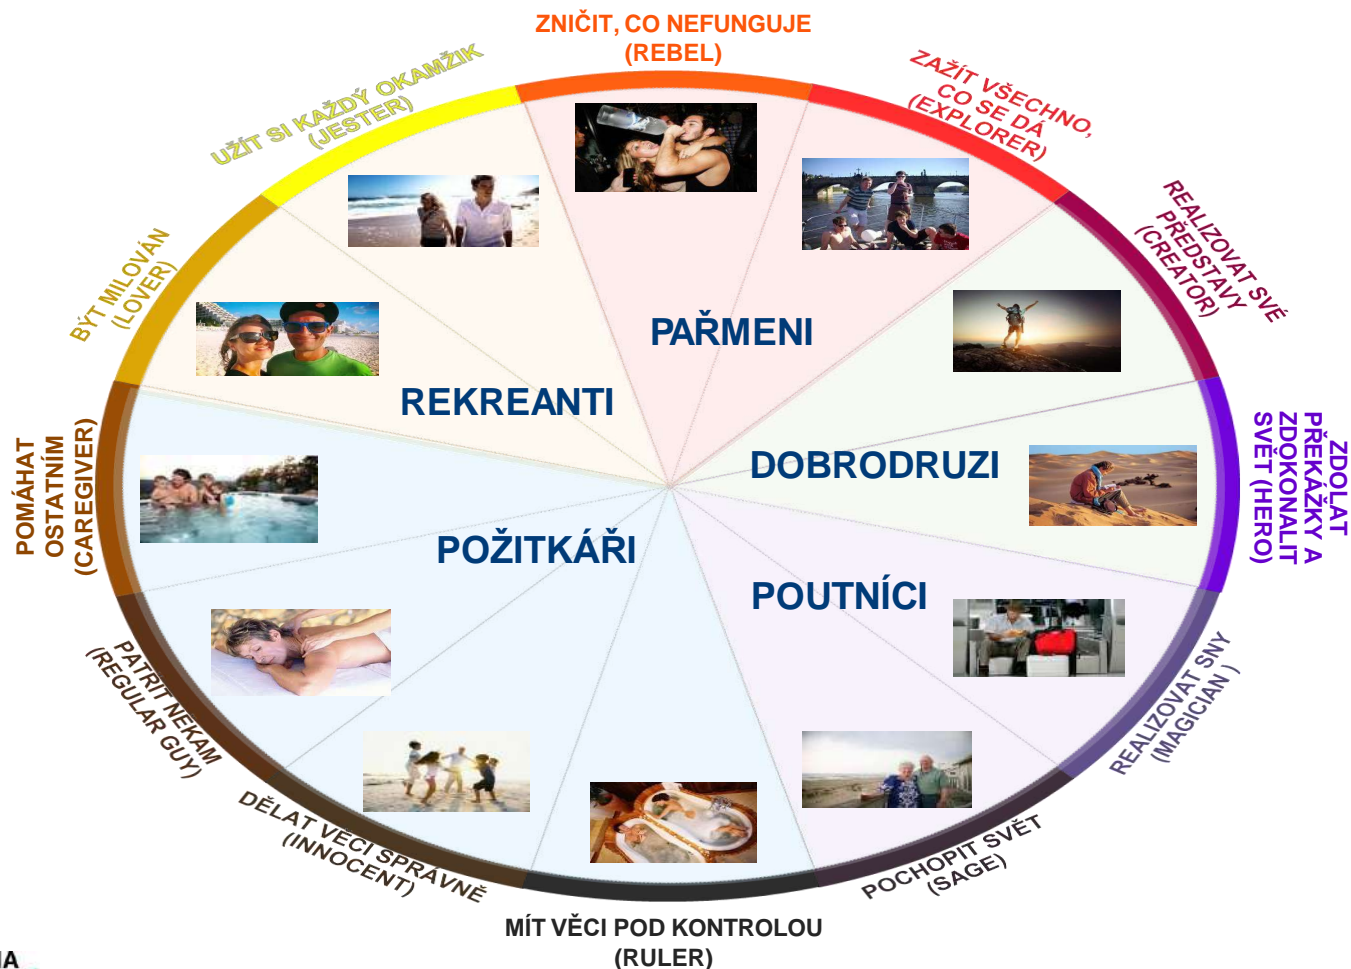 ZNIČIT, CO NEFUNGUJE
(REBEL)
ZAŽÍT VŠECHNO,
CO SE DÁ
(EXPLORER)
REALIZOVAT SVÉ
PŘEDSTAVY
(CREATOR)
ZDOLAT
PŘEKÁŽKY A
ZDOKONALIT
SVĚT (HERO)
REALIZOVAT SNY
(MAGICIAN )
POCHOPIT SVĚT
(SAGE)
MÍT VĚCI POD KONTROLOU
(RULER)
DĚLAT VĚCI SPRÁVNĚ
(INNOCENT)
PATŘIT NĚKAM
(REGULAR GUY)
POMÁHAT
OSTATNÍM
(CAREGIVER)
BÝT MILOVÁN
(LOVER)
UŽÍT SI KAŽDÝ OKAMŽIK
(JESTER)
PAŘMENI
REKREANTI
DOBRODRUZI
POŽITKÁŘI
POUTNÍCI